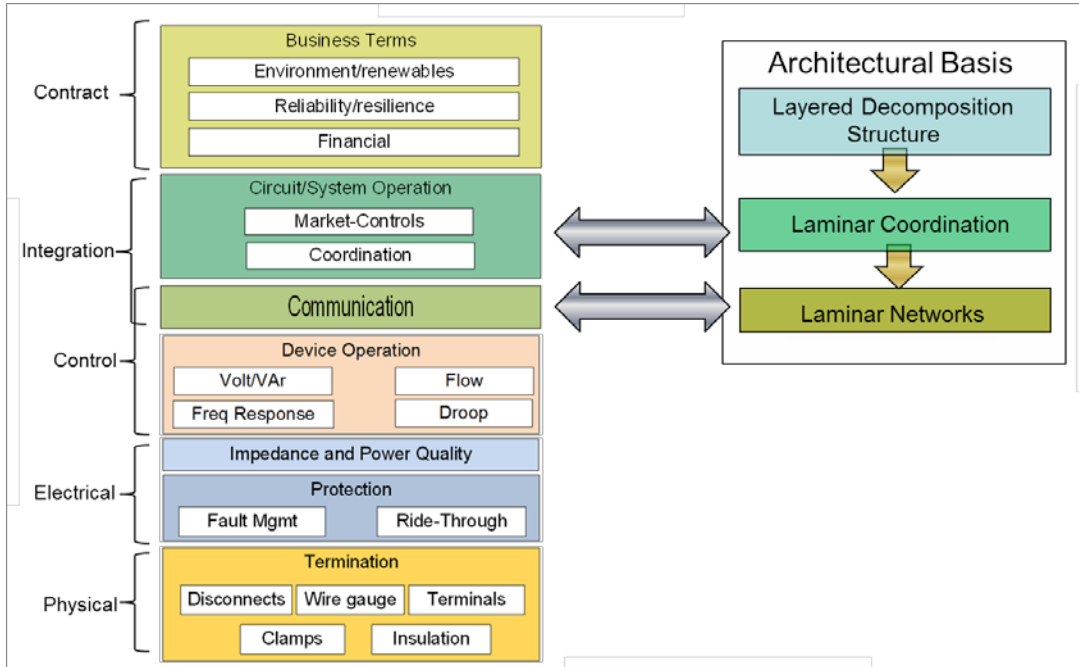 Contract
Business Terms
Environment/renewables
Reliability/resilience
Financial
Integration
Circuit/System Operation
Market-Controls
Coordination
Communication
Control
Device Operation
Volt/VAr
Flow
Freq Response
Droop
Electrical
Impedance and Power Quality
Protection
Fault Mgmt
Ride-Through
Physical
Termination
Disconnects
Wire gauge
Terminals
Clamps
Insulation
Architectural Basis
Layered Decomposition
Structure
Laminar Coordination
Laminar Networks